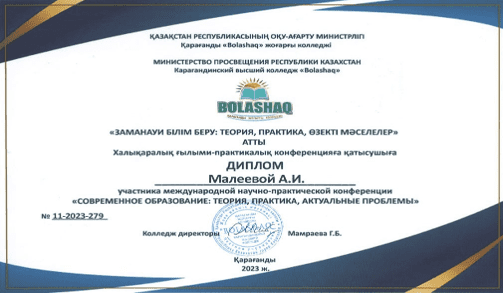 ҚАЗАҚСТАН РЕСПУБЛИКАСЫНЫҢ ОҚУ-АҒАРТУ МИНИСТРЛІГІ
Қарағанды «Bolashaq» жоғарғы колледжі
МИНИСТЕРСТВО ПРОСВЕЩЕНИЯ РЕСПУБЛИКИ КАЗАХСТАН
Карагандинский высший колледж «Bolashaq»
BOLASHAQ
«ЗАМАНАУИ БІЛІМ БЕРУ: ТЕОРИЯ, ПРАКТИКА, ӨЗЕКТІ МӘСЕЛЕЛЕР»
АТТЫ
Халықаралық ғылыми-практикалық конференцияға қатысушыға
ДИПЛОМ
Малеевой А.И.
участника международной научно-практической конференции
«СОВРЕМЕННОЕ ОБРАЗОВАНИЕ: ТЕОРИЯ, ПРАКТИКА, АКТУАЛЬНЫЕ ПРОБЛЕМЫ»
№ 11-2023-279
Колледж директоры Мамраева Г.Б.
Қарағанды
2023 ж.